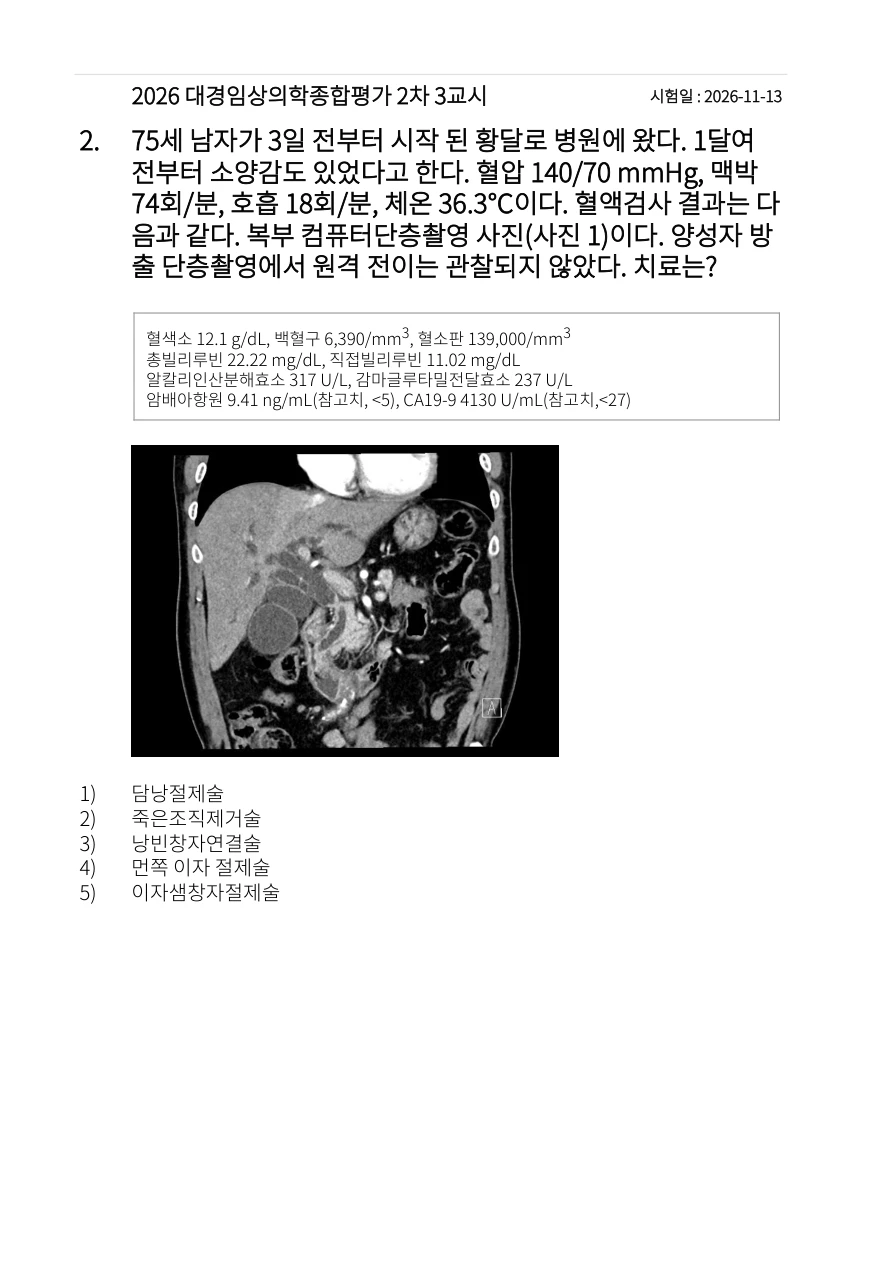 2026 대경임상의학종합평가 2차 3교시
시험일 : 2026-11-13
2. 75세 남자가 3일 전부터 시작 된 황달로 병원에 왔다. 1달여
전부터 소양감도 있었다고 한다. 혈압 140/70 mmHg, 맥박
74회/분, 호흡 18회/분, 체온 36.3°C이다. 혈액검사 결과는 다
음과 같다. 복부 컴퓨터단층촬영 사진(사진 1)이다. 양성자 방
출 단층촬영에서 원격 전이는 관찰되지 않았다. 치료는?
혈색소 12.1 g/dL, 백혈구 6,390/mm³, 혈소판 139,000/mm³
총빌리루빈 22.22 mg/dL, 직접빌리루빈 11.02 mg/dL
알칼리인산분해효소 317 U/L, 감마글루타밀전달효소 237 U/L
암배아항원 9.41 ng/mL(참고치, <5), CA19-9 4130 U/mL(참고치,<27)
A
1) 담낭절제술
2) 죽은조직제거술
3) 낭빈창자연결술
4) 먼쪽 이자 절제술
5) 이자샘창자절제술